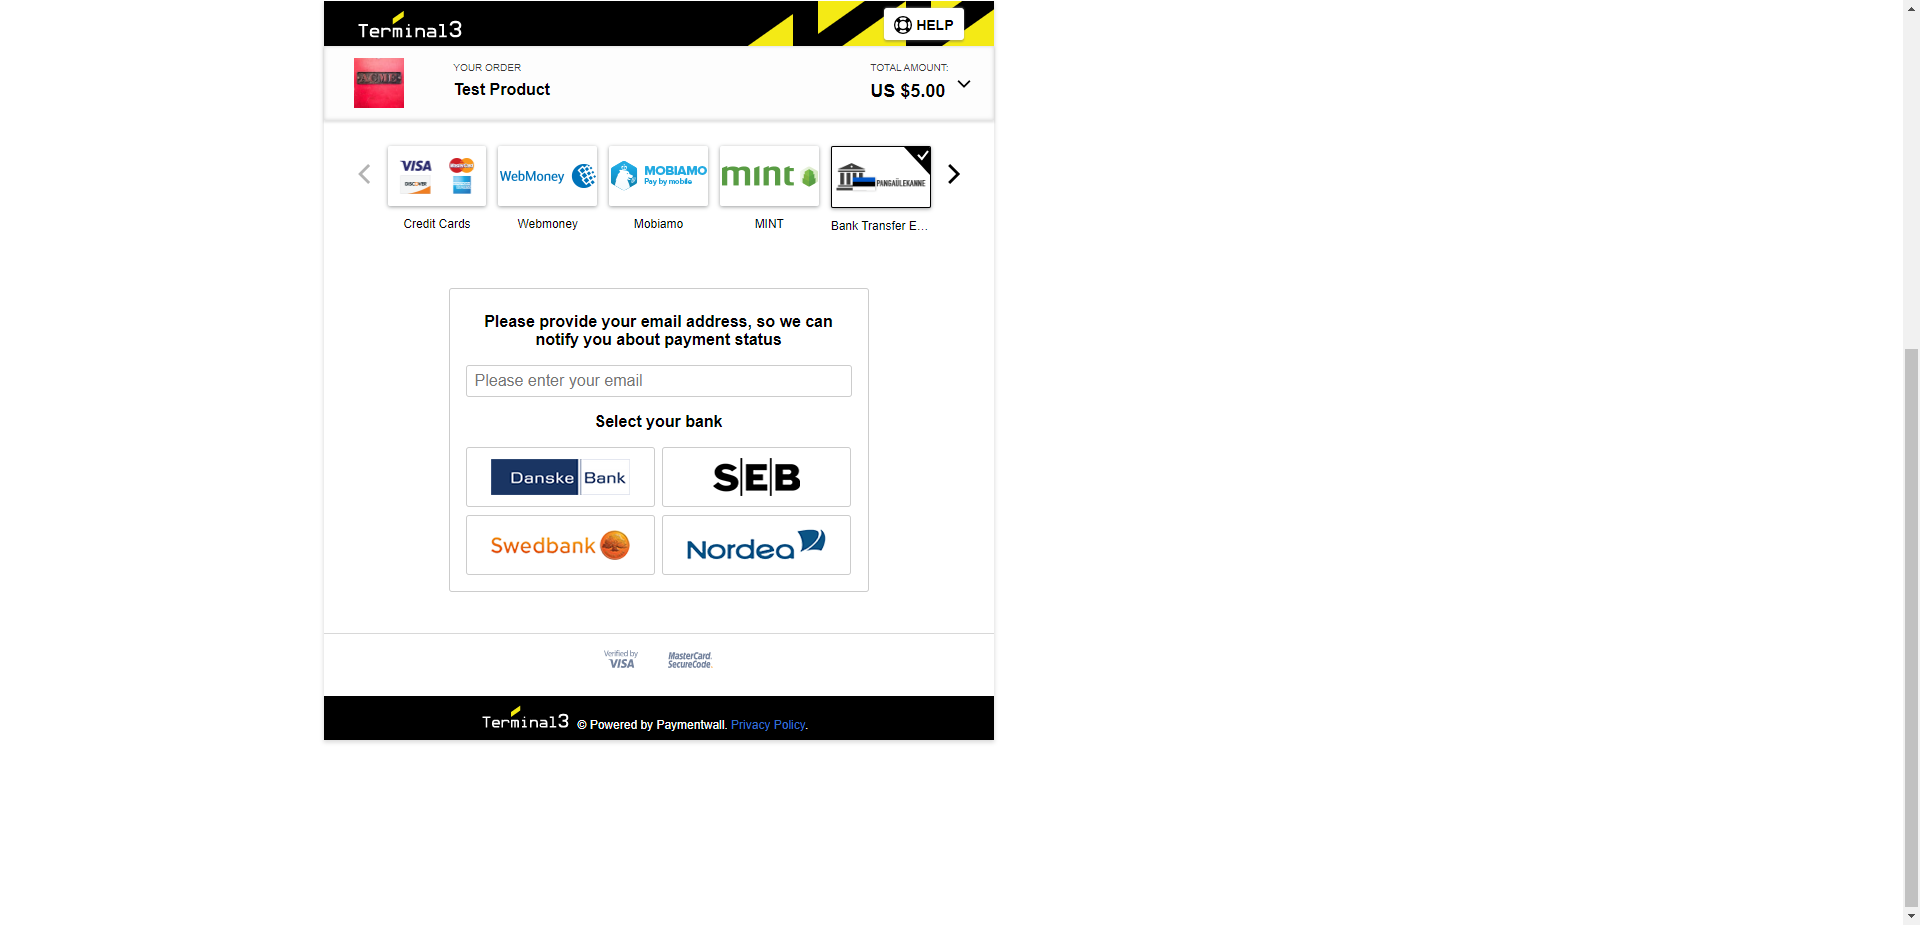 Terminal3
HELP
ACME
YOUR ORDER
Test Product
TOTAL AMOUNT:
US $5.00
VISA
MasterCard
DISCOVER
WebMoney
MOBIAMO
Pay by mobile
mint
PANGAÜLEKANNE
Credit Cards
Webmoney
Mobiamo
MINT
Bank Transfer E...
Please provide your email address, so we can
notify you about payment status
Please enter your email
Select your bank
Danske Bank
SEB
Swedbank
Nordea
Verified by
VISA
MasterCard.
SecureCode.
Terminal3 © Powered by Paymentwall. Privacy Policy.